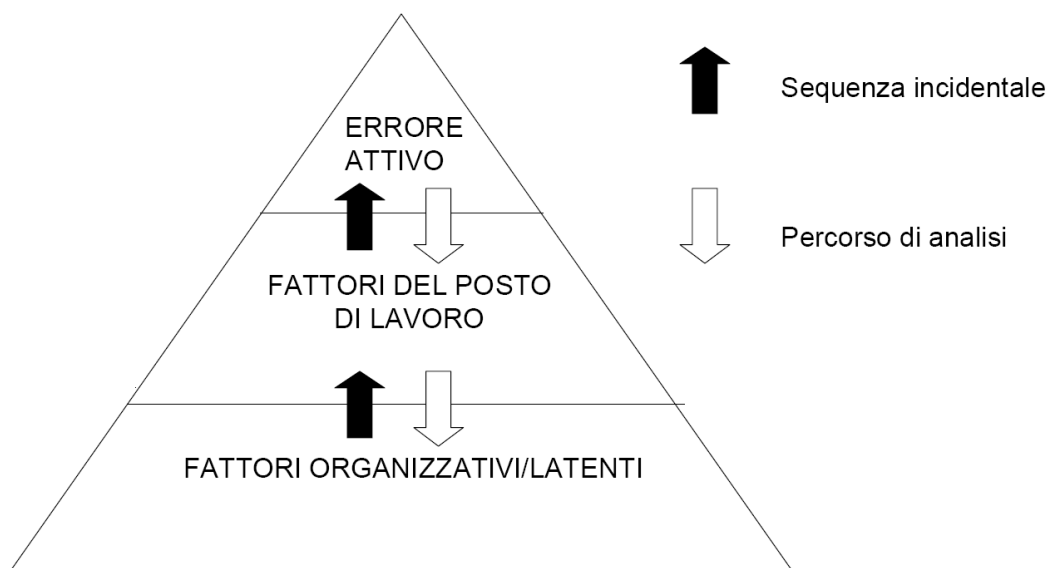 ERRORE
ATTIVO
FATTORI DEL POSTO
DI LAVORO
FATTORI ORGANIZZATIVI/LATENTI
Sequenza incidentale
Percorso di analisi